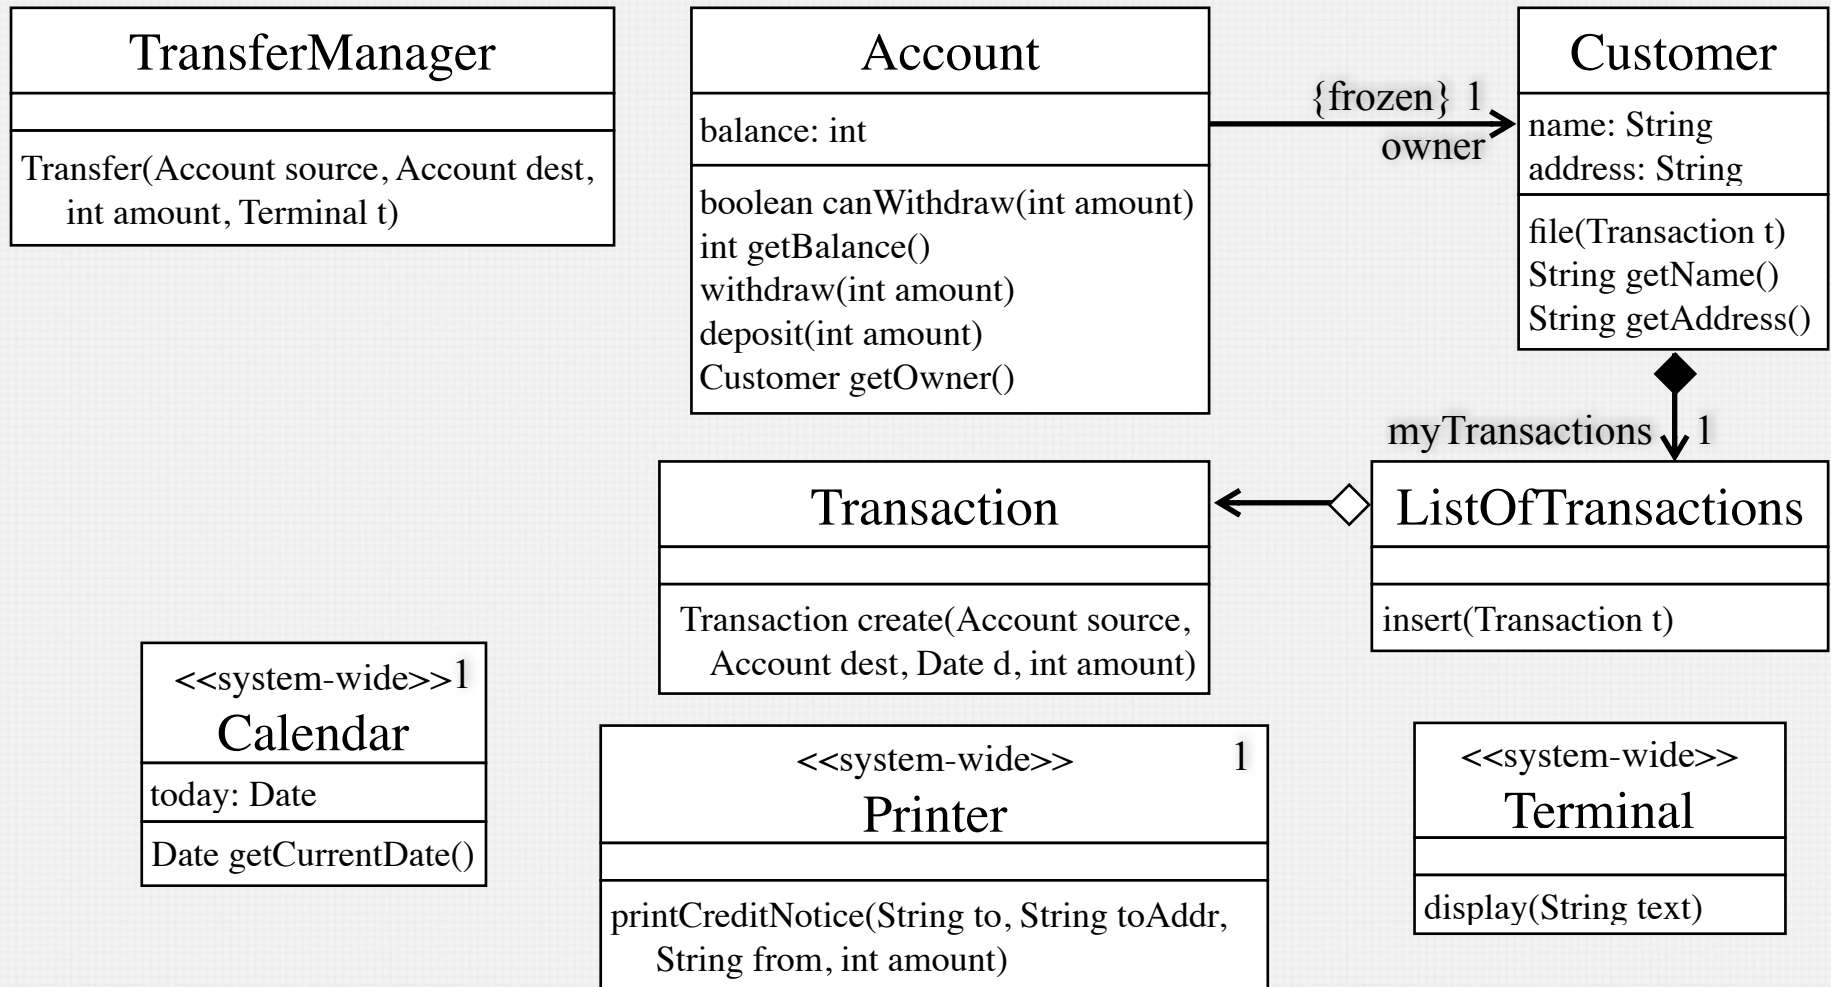 TransferManager
Transfer(Account source, Account dest,
int amount, Terminal t)
Account
balance: int
boolean canWithdraw(int amount)
int getBalance()
withdraw(int amount)
deposit(int amount)
Customer getOwner()
{frozen} 1
owner
Customer
name: String
address: String
file(Transaction t)
String getName()
String getAddress()
myTransactions 1
Transaction
Transaction create(Account source,
Account dest, Date d, int amount)
ListOfTransactions
insert(Transaction t)
<<system-wide>> 1
Calendar
today: Date
Date getCurrentDate()
<<system-wide>> 1
Printer
printCreditNotice(String to, String toAddr,
String from, int amount)
<<system-wide>>
Terminal
display(String text)